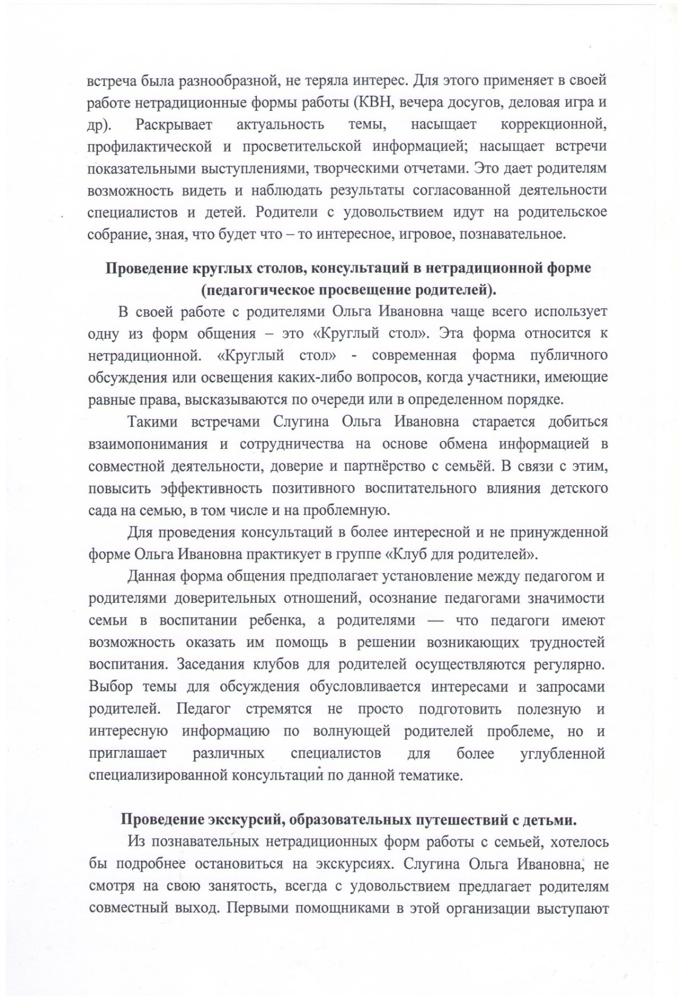 встреча была разнообразной, не теряла интерес. Для этого применяет в своей
работе нетрадиционные формы работы (КВН, вечера досугов, деловая игра и
др). Раскрывает актуальность темы, насыщает коррекционной,
профилактической и просветительской информацией; насыщает встречи
показательными выступлениями, творческими отчетами. Это дает родителям
возможность видеть и наблюдать результаты согласованной деятельности
специалистов и детей. Родители с удовольствием идут на родительское
собрание, зная, что будет что – то интересное, игровое, познавательное.
Проведение круглых столов, консультаций в нетрадиционной форме
(педагогическое просвещение родителей).
В своей работе с родителями Ольга Ивановна чаще всего использует
одну из форм общения – это «Круглый стол». Эта форма относится к
нетрадиционной. «Круглый стол» - современная форма публичного
обсуждения или освещения каких-либо вопросов, когда участники, имеющие
равные права, высказываются по очереди или в определенном порядке.
Такими встречами Слугина Ольга Ивановна старается добиться
взаимопонимания и сотрудничества на основе обмена информацией в
совместной деятельности, доверие и партнёрство с семьёй. В связи с этим,
повысить эффективность позитивного воспитательного влияния детского
сада на семью, в том числе и на проблемную.
Для проведения консультаций в более интересной и не принужденной
форме Ольга Ивановна практикует в группе «Клуб для родителей».
Данная форма общения предполагает установление между педагогом и
родителями доверительных отношений, осознание педагогами значимости
семьи в воспитании ребенка, а родителями — что педагоги имеют
возможность оказать им помощь в решении возникающих трудностей
воспитания. Заседания клубов для родителей осуществляются регулярно.
Выбор темы для обсуждения обусловливается интересами и запросами
родителей. Педагог стремятся не просто подготовить полезную и
интересную информацию по волнующей родителей проблеме, но и
приглашает различных специалистов для более углубленной
специализированной консультаций по данной тематике.
Проведение экскурсий, образовательных путешествий с детьми.
Из познавательных нетрадиционных форм работы с семьей, хотелось
бы подробнее остановиться на экскурсиях. Слугина Ольга Ивановна, не
смотря на свою занятость, всегда с удовольствием предлагает родителям
совместный выход. Первыми помощниками в этой организации выступают